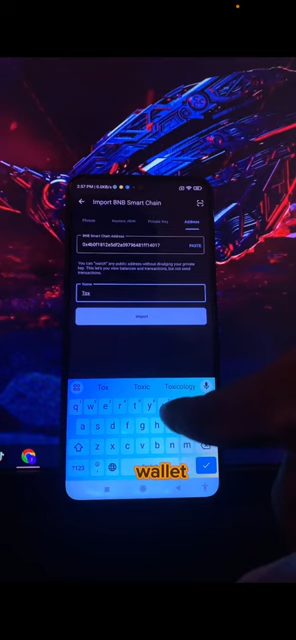 2:57 PM | 0.6KB/s
Import BNB Smart Chain
Phrase
Keystore JSON
Private Key
Address
BNB Smart Chain Address
PASTE
You can "watch" any public address without divulging your private
key. This lets you view balances and transactions, but not send
transactions.
Name
Tox
Import
Tox
Toxic
Toxicology
q w e r t y
a s d f g h
z x c v b n m
?123
wallet